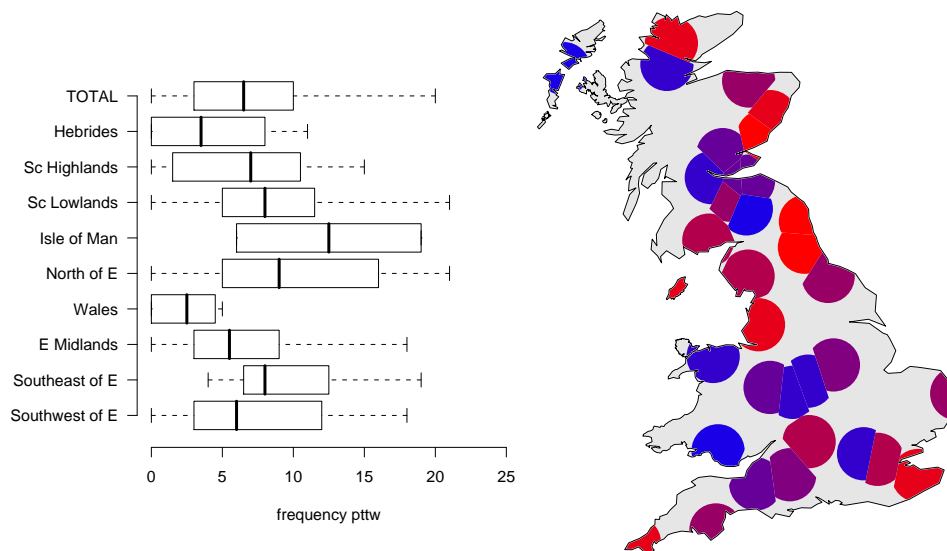 TOTAL
Hebrides
Sc Highlands
Sc Lowlands
Isle of Man
North of E
Wales
E Midlands
Southeast of E
Southwest of E
0 5 10 15 20 25
frequency pttw